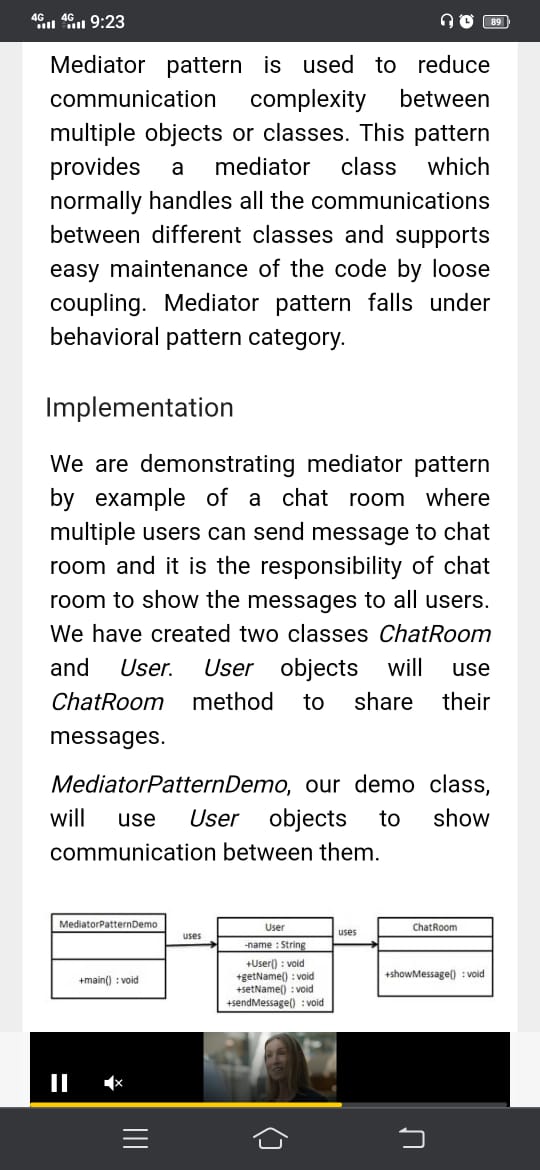 4G 4G 9:23 89
Mediator pattern is used to reduce
communication complexity between
multiple objects or classes. This pattern
provides a mediator class which
normally handles all the communications
between different classes and supports
easy maintenance of the code by loose
coupling. Mediator pattern falls under
behavioral pattern category.
Implementation
We are demonstrating mediator pattern
by example of a chat room where
multiple users can send message to chat
room and it is the responsibility of chat
room to show the messages to all users.
We have created two classes ChatRoom
and User. User objects will use
ChatRoom method to share their
messages.
MediatorPatternDemo, our demo class,
will use User objects to show
communication between them.
MediatorPatternDemo
+main() : void
uses
User
-name : String
+User() : void
+getName() : void
+setName() : void
+sendMessage() : void
uses
ChatRoom
+showMessage() : void